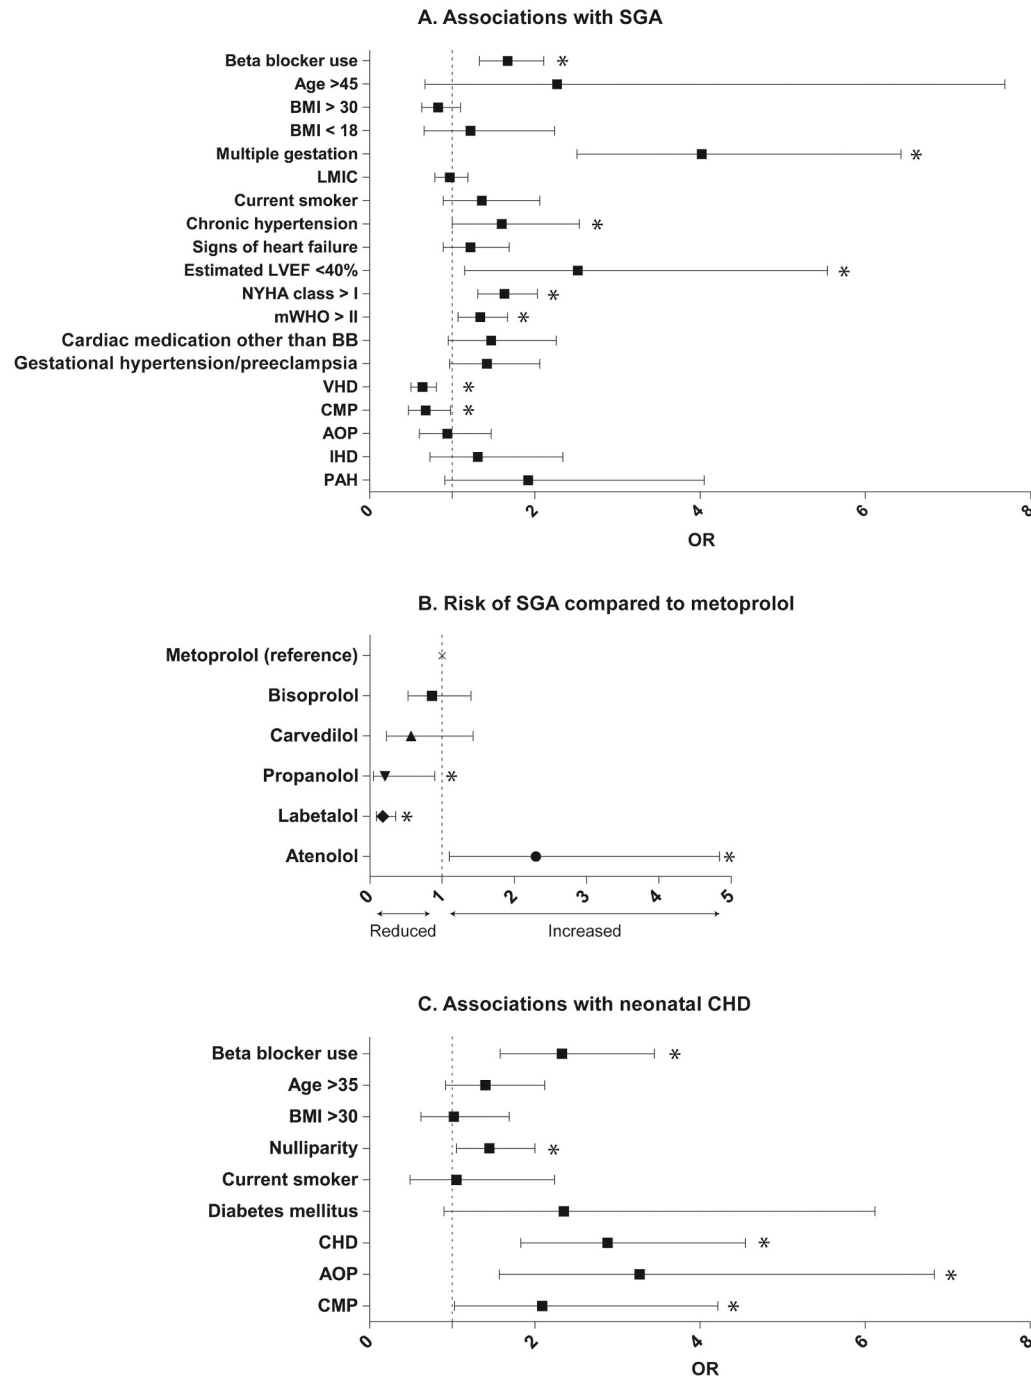 A. Associations with SGA
Beta blocker use
*
Age >45
BMI > 30
BMI < 18
Multiple gestation
*
LMIC
Current smoker
Chronic hypertension
*
Signs of heart failure
Estimated LVEF <40%
*
NYHA class > I
*
mWHO > II
*
Cardiac medication other than BB
Gestational hypertension/preeclampsia
VHD
*
CMP
*
AOP
IHD
PAH
0 2 4 6 8
OR
B. Risk of SGA compared to metoprolol
Metoprolol (reference)
Bisoprolol
Carvedilol
Propanolol
*
Labetalol
*
Atenolol
*
0 1 2 3 4 5
Reduced Increased
C. Associations with neonatal CHD
Beta blocker use
*
Age >35
BMI >30
Nulliparity
*
Current smoker
Diabetes mellitus
CHD
*
AOP
*
CMP
*
0 2 4 6 8
OR